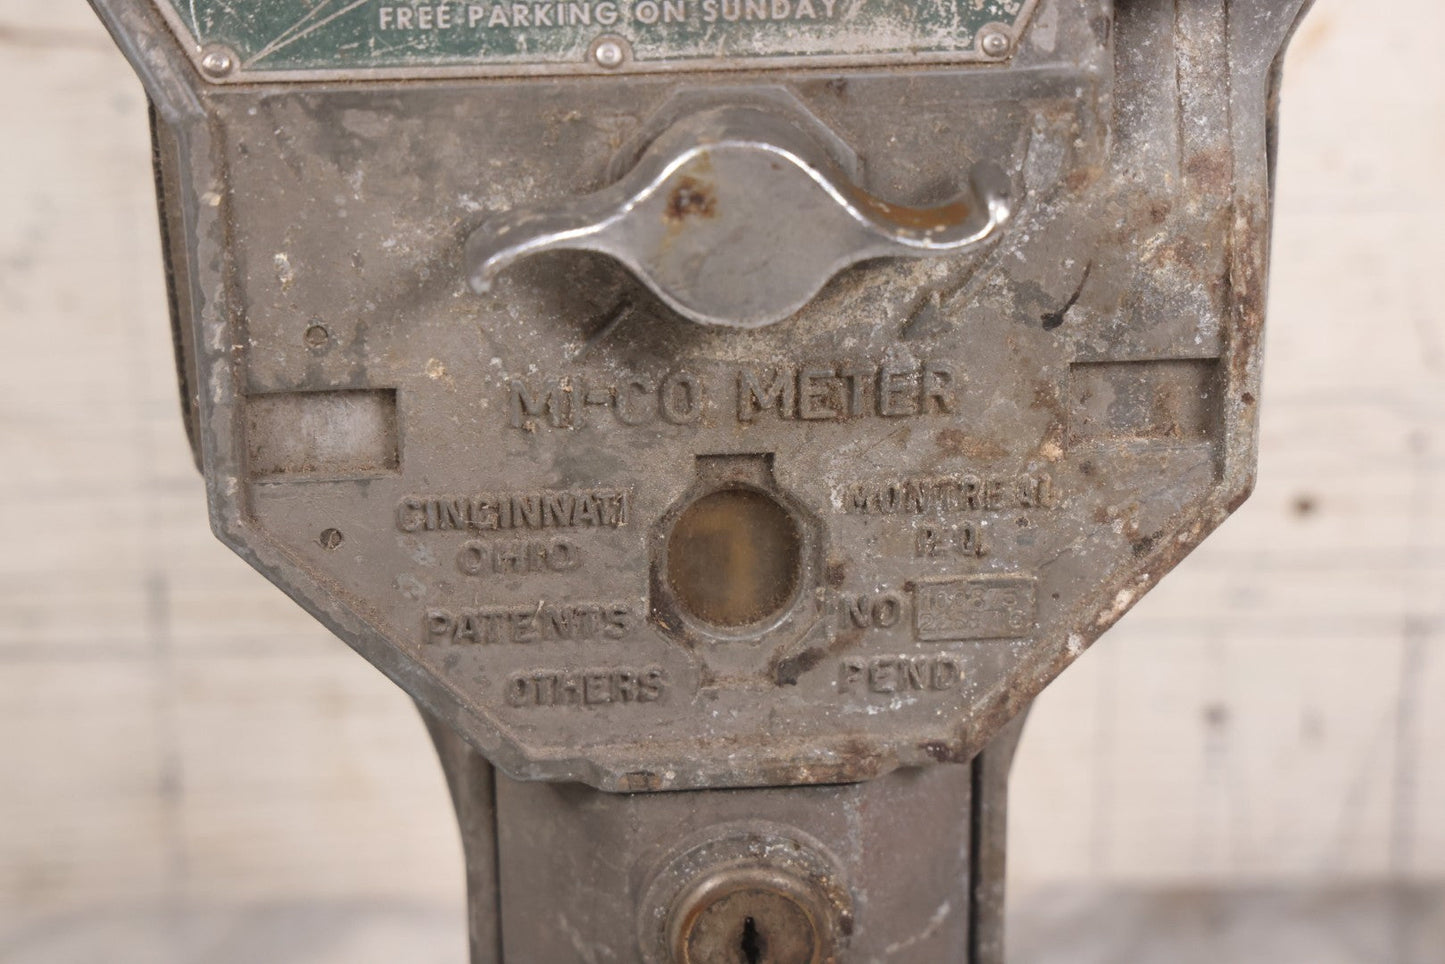 FREE PARKING ON SUNDAY
MI-CO METER
CINCINNATI
OHIO
MONTREAL
P. Q.
PATENTS
NO
OTHERS
PEND